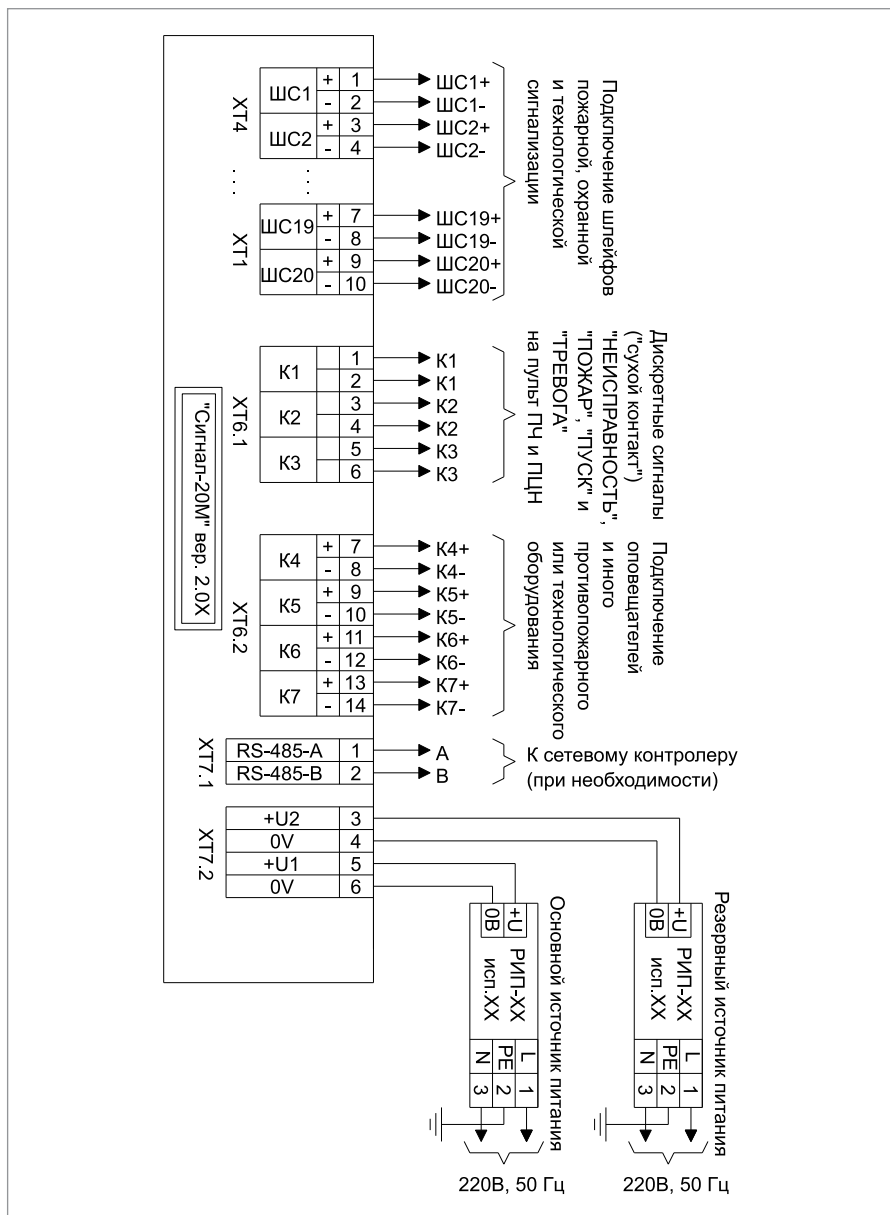 "Сигнал-20М" вер. 2.0X
XT4
ШС1 + 1 ШС1+
- 2 ШС1-
ШС2 + 3 ШС2+
- 4 ШС2-
. . . . . . . .
XT1
ШС19 + 7 ШС19+
- 8 ШС19-
ШС20 + 9 ШС20+
- 10 ШС20-
Подключение шлейфов
пожарной, охранной
и технологической
сигнализации
XT6.1
К1 1 К1
2 К1
К2 3 К2
4 К2
К3 5 К3
6 К3
Дискретные сигналы
("сухой контакт")
"НЕИСПРАВНОСТЬ",
"ПОЖАР", "ПУСК" и
"ТРЕВОГА"
на пульт ПЧ и ПЦН
XT6.2
К4 + 7 К4+
- 8 К4-
К5 + 9 К5+
- 10 К5-
К6 + 11 К6+
- 12 К6-
К7 + 13 К7+
- 14 К7-
Подключение
оповещателей
и иного
противопожарного
или технологического
оборудования
XT7.1
RS-485-A 1 A
RS-485-B 2 B
К сетевому контролеру
(при необходимости)
XT7.2
+U2 3
0V 4
+U1 5
0V 6
Основной источник питания
+U
0В
РИП-ХХ
исп.ХХ
L 1
PE 2
N 3
220В, 50 Гц
Резервный источник питания
+U
0В
РИП-ХХ
исп.ХХ
L 1
PE 2
N 3
220В, 50 Гц